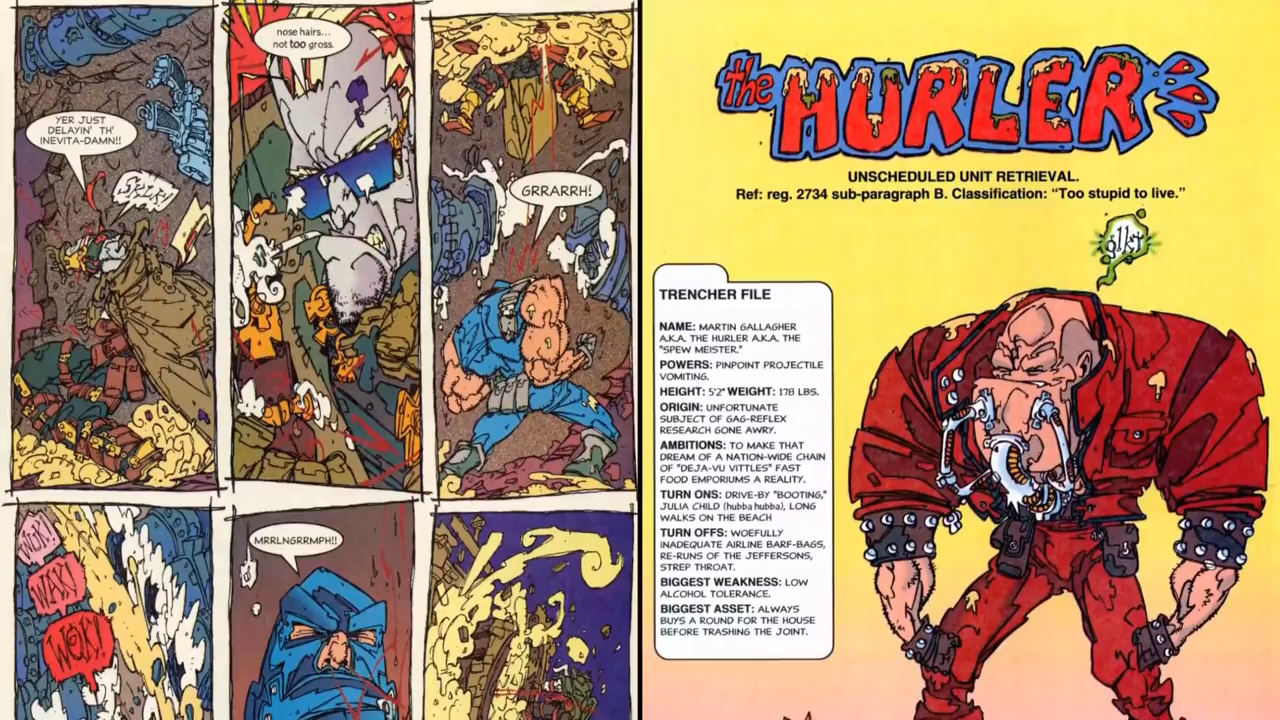 YER JUST
DELAYIN' TH'
INEVITA-DAMN!!
nose hairs...
not too gross.
GRRARRH!
WAK!
WAK!
MRRLNGRRMPH!!
the HURLER
UNSCHEDULED UNIT RETRIEVAL.
Ref: reg. 2734 sub-paragraph B. Classification: “Too stupid to live.”
TRENCHER FILE
NAME: MARTIN GALLAGHER
A.K.A. THE HURLER A.K.A. THE
"SPEW MEISTER."
POWERS: PINPOINT PROJECTILE
VOMITING.
HEIGHT: 5'2" WEIGHT: 178 LBS.
ORIGIN: UNFORTUNATE
SUBJECT OF GAG-REFLEX
RESEARCH GONE AWRY.
AMBITIONS: TO MAKE THAT
DREAM OF A NATION-WIDE CHAIN
OF "DEJA-VU VITTLES" FAST
FOOD EMPORIUMS A REALITY.
TURN ONS: DRIVE-BY "BOOTING,"
JULIA CHILD (hubba hubba), LONG
WALKS ON THE BEACH
TURN OFFS: WOEFULLY
INADEQUATE AIRLINE BARF-BAGS,
RE-RUNS OF THE JEFFERSONS,
STREP THROAT.
BIGGEST WEAKNESS: LOW
ALCOHOL TOLERANCE.
BIGGEST ASSET: ALWAYS
BUYS A ROUND FOR THE HOUSE
BEFORE TRASHING THE JOINT.